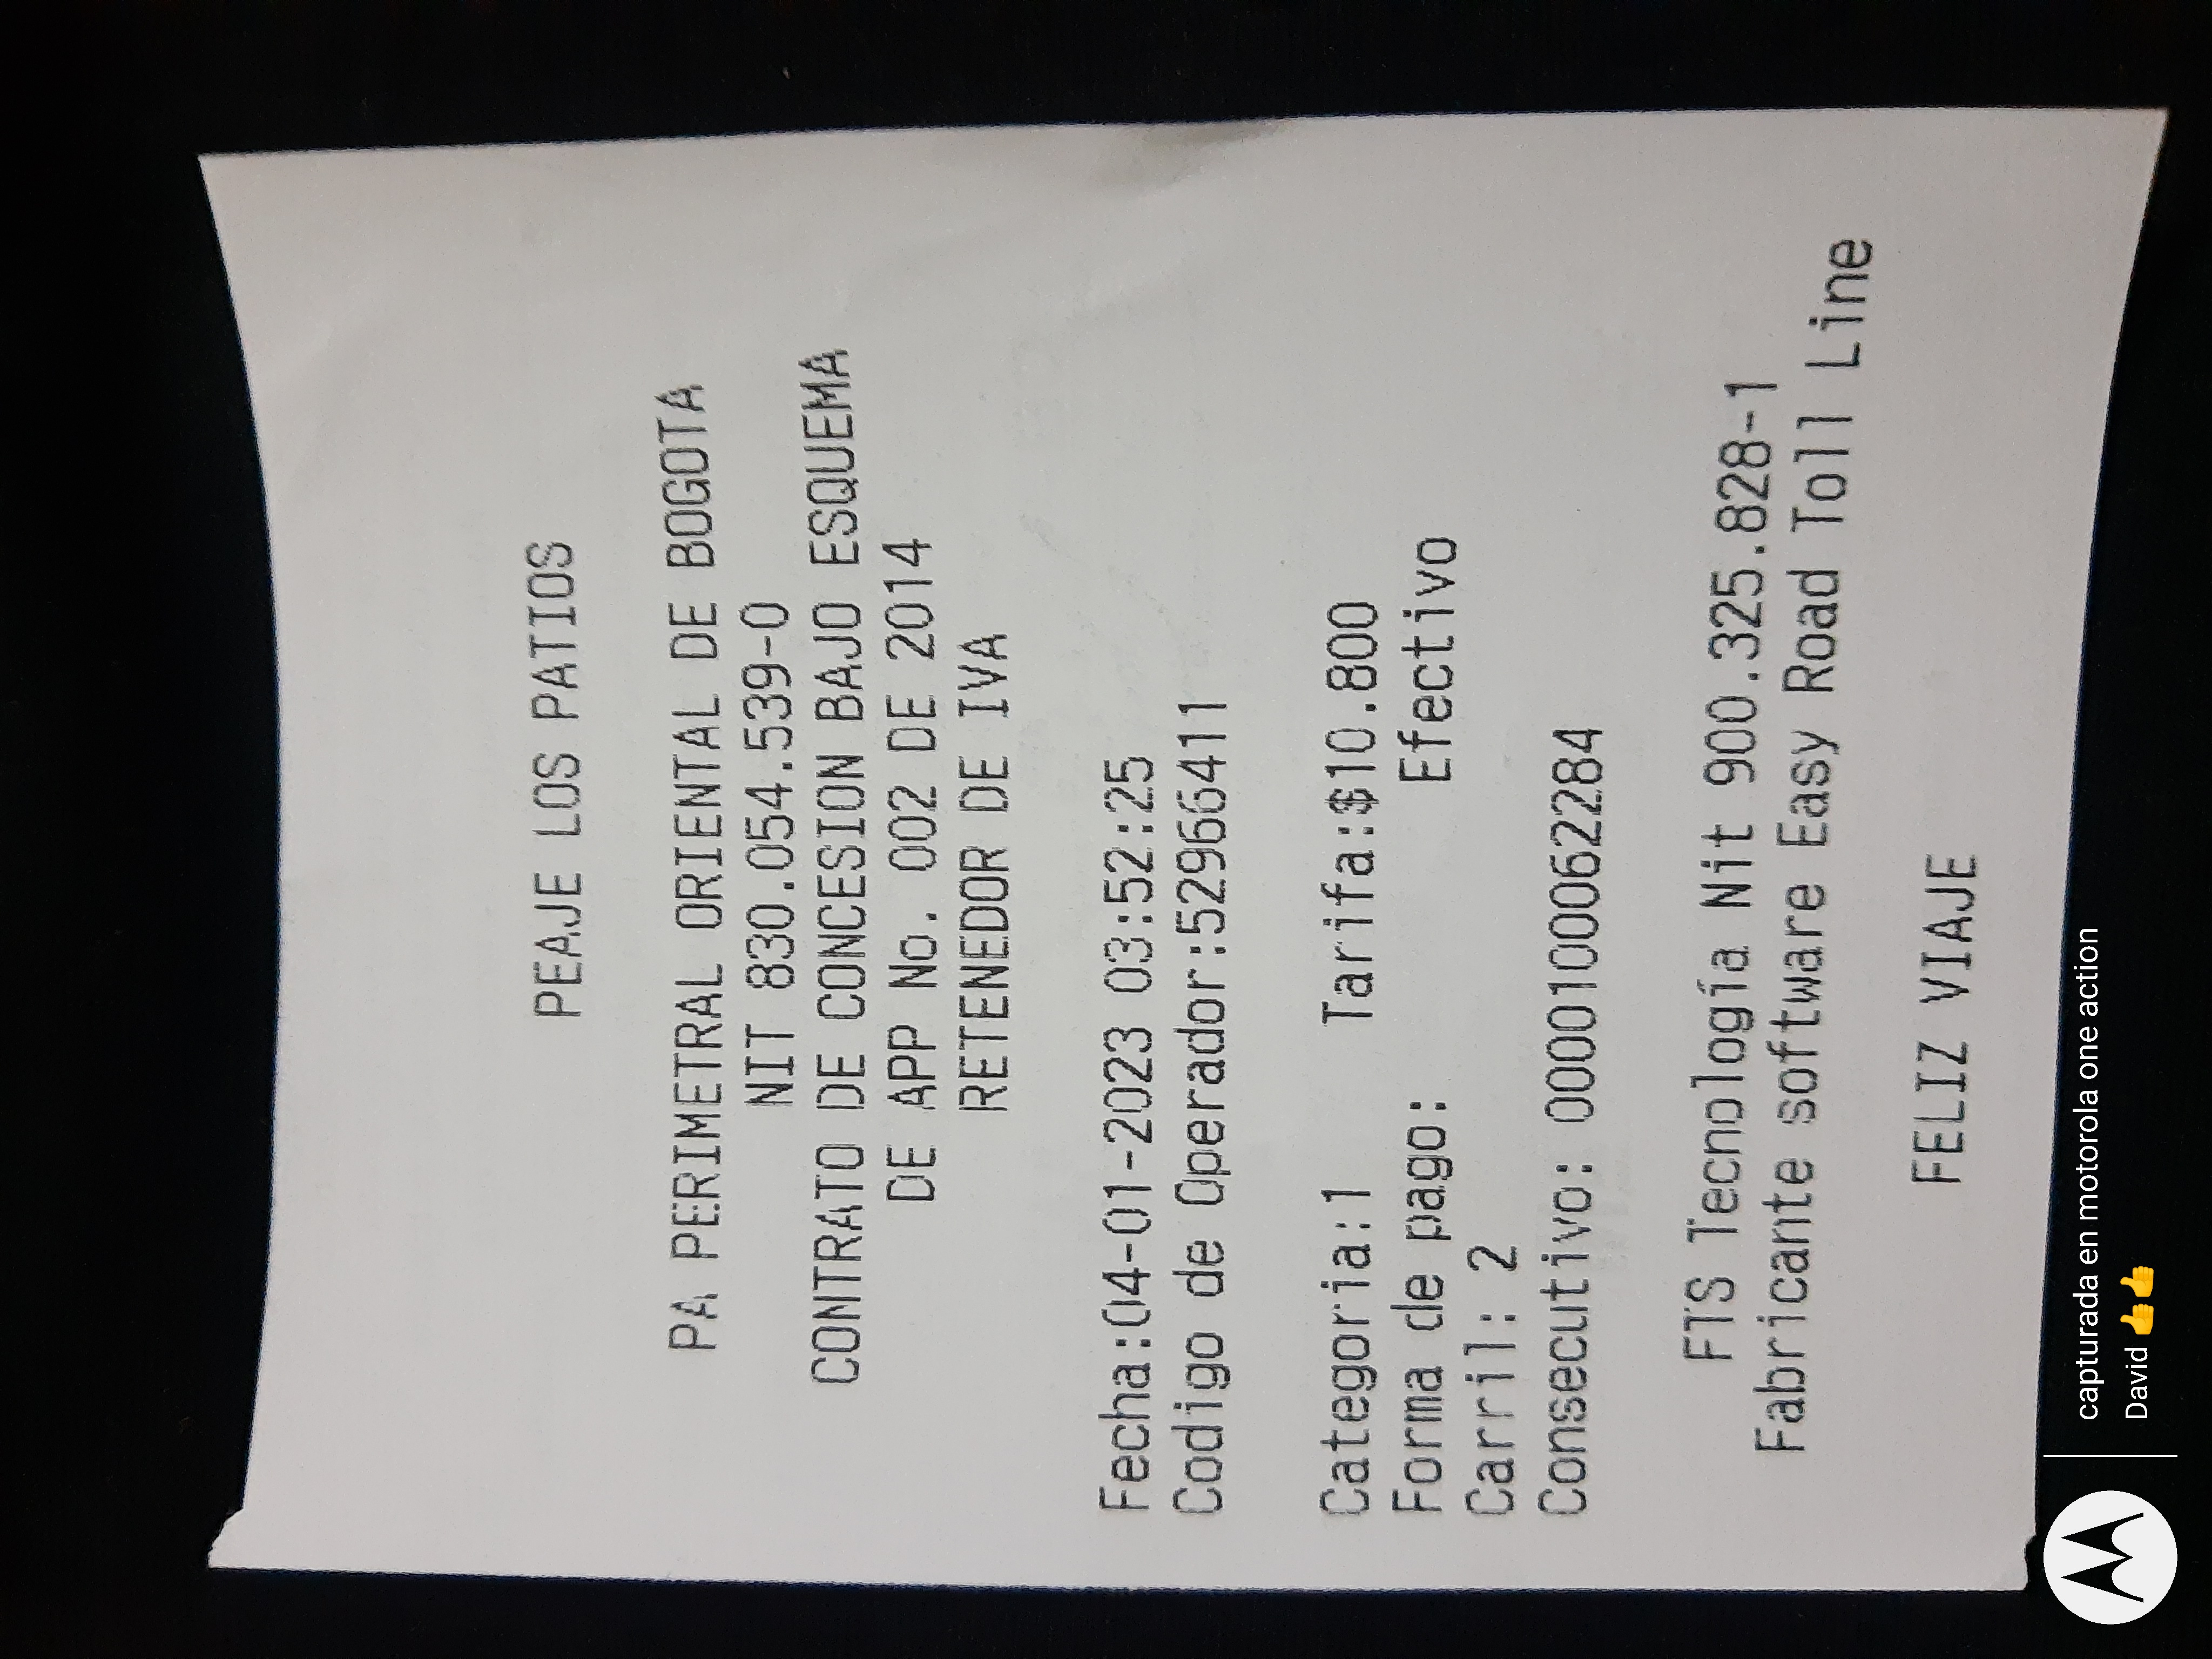 PEAJE LOS PATIOS
PA PERIMETRAL ORIENTAL DE BOGOTA
NIT 830.054.539-0
CONTRATO DE CONCESION BAJO ESQUEMA
DE APP No. 002 DE 2014
RETENEDOR DE IVA
Fecha:04-01-2023 03:52:25
Codigo de Operador:52966411
Categoria:1 Tarifa:$10.800
Forma de pago: Efectivo
Carril: 2
Consecutivo: 000010006​2284
FTS Tecnología Nit 900.325.828-1
Fabricante software Easy Road Toll Line
FELIZ VIAJE
capturada en motorola one action
David 👍👍